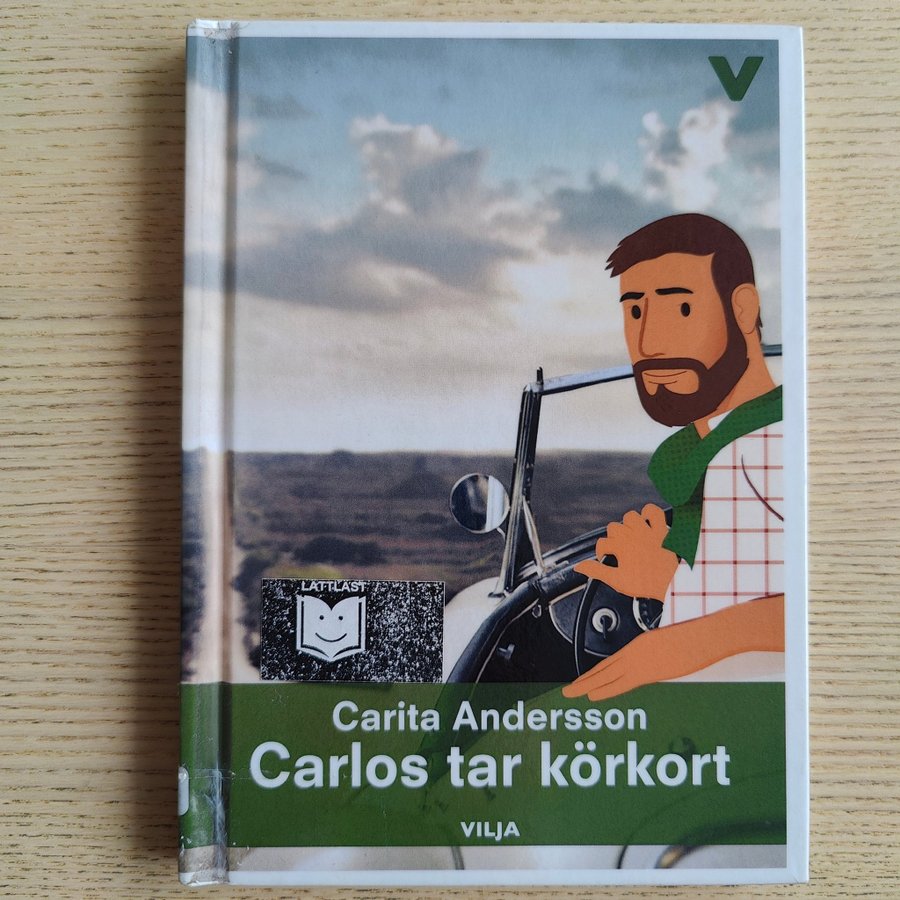 V
LÄTTLÄST
Carita Andersson
Carlos tar körkort
VILJA